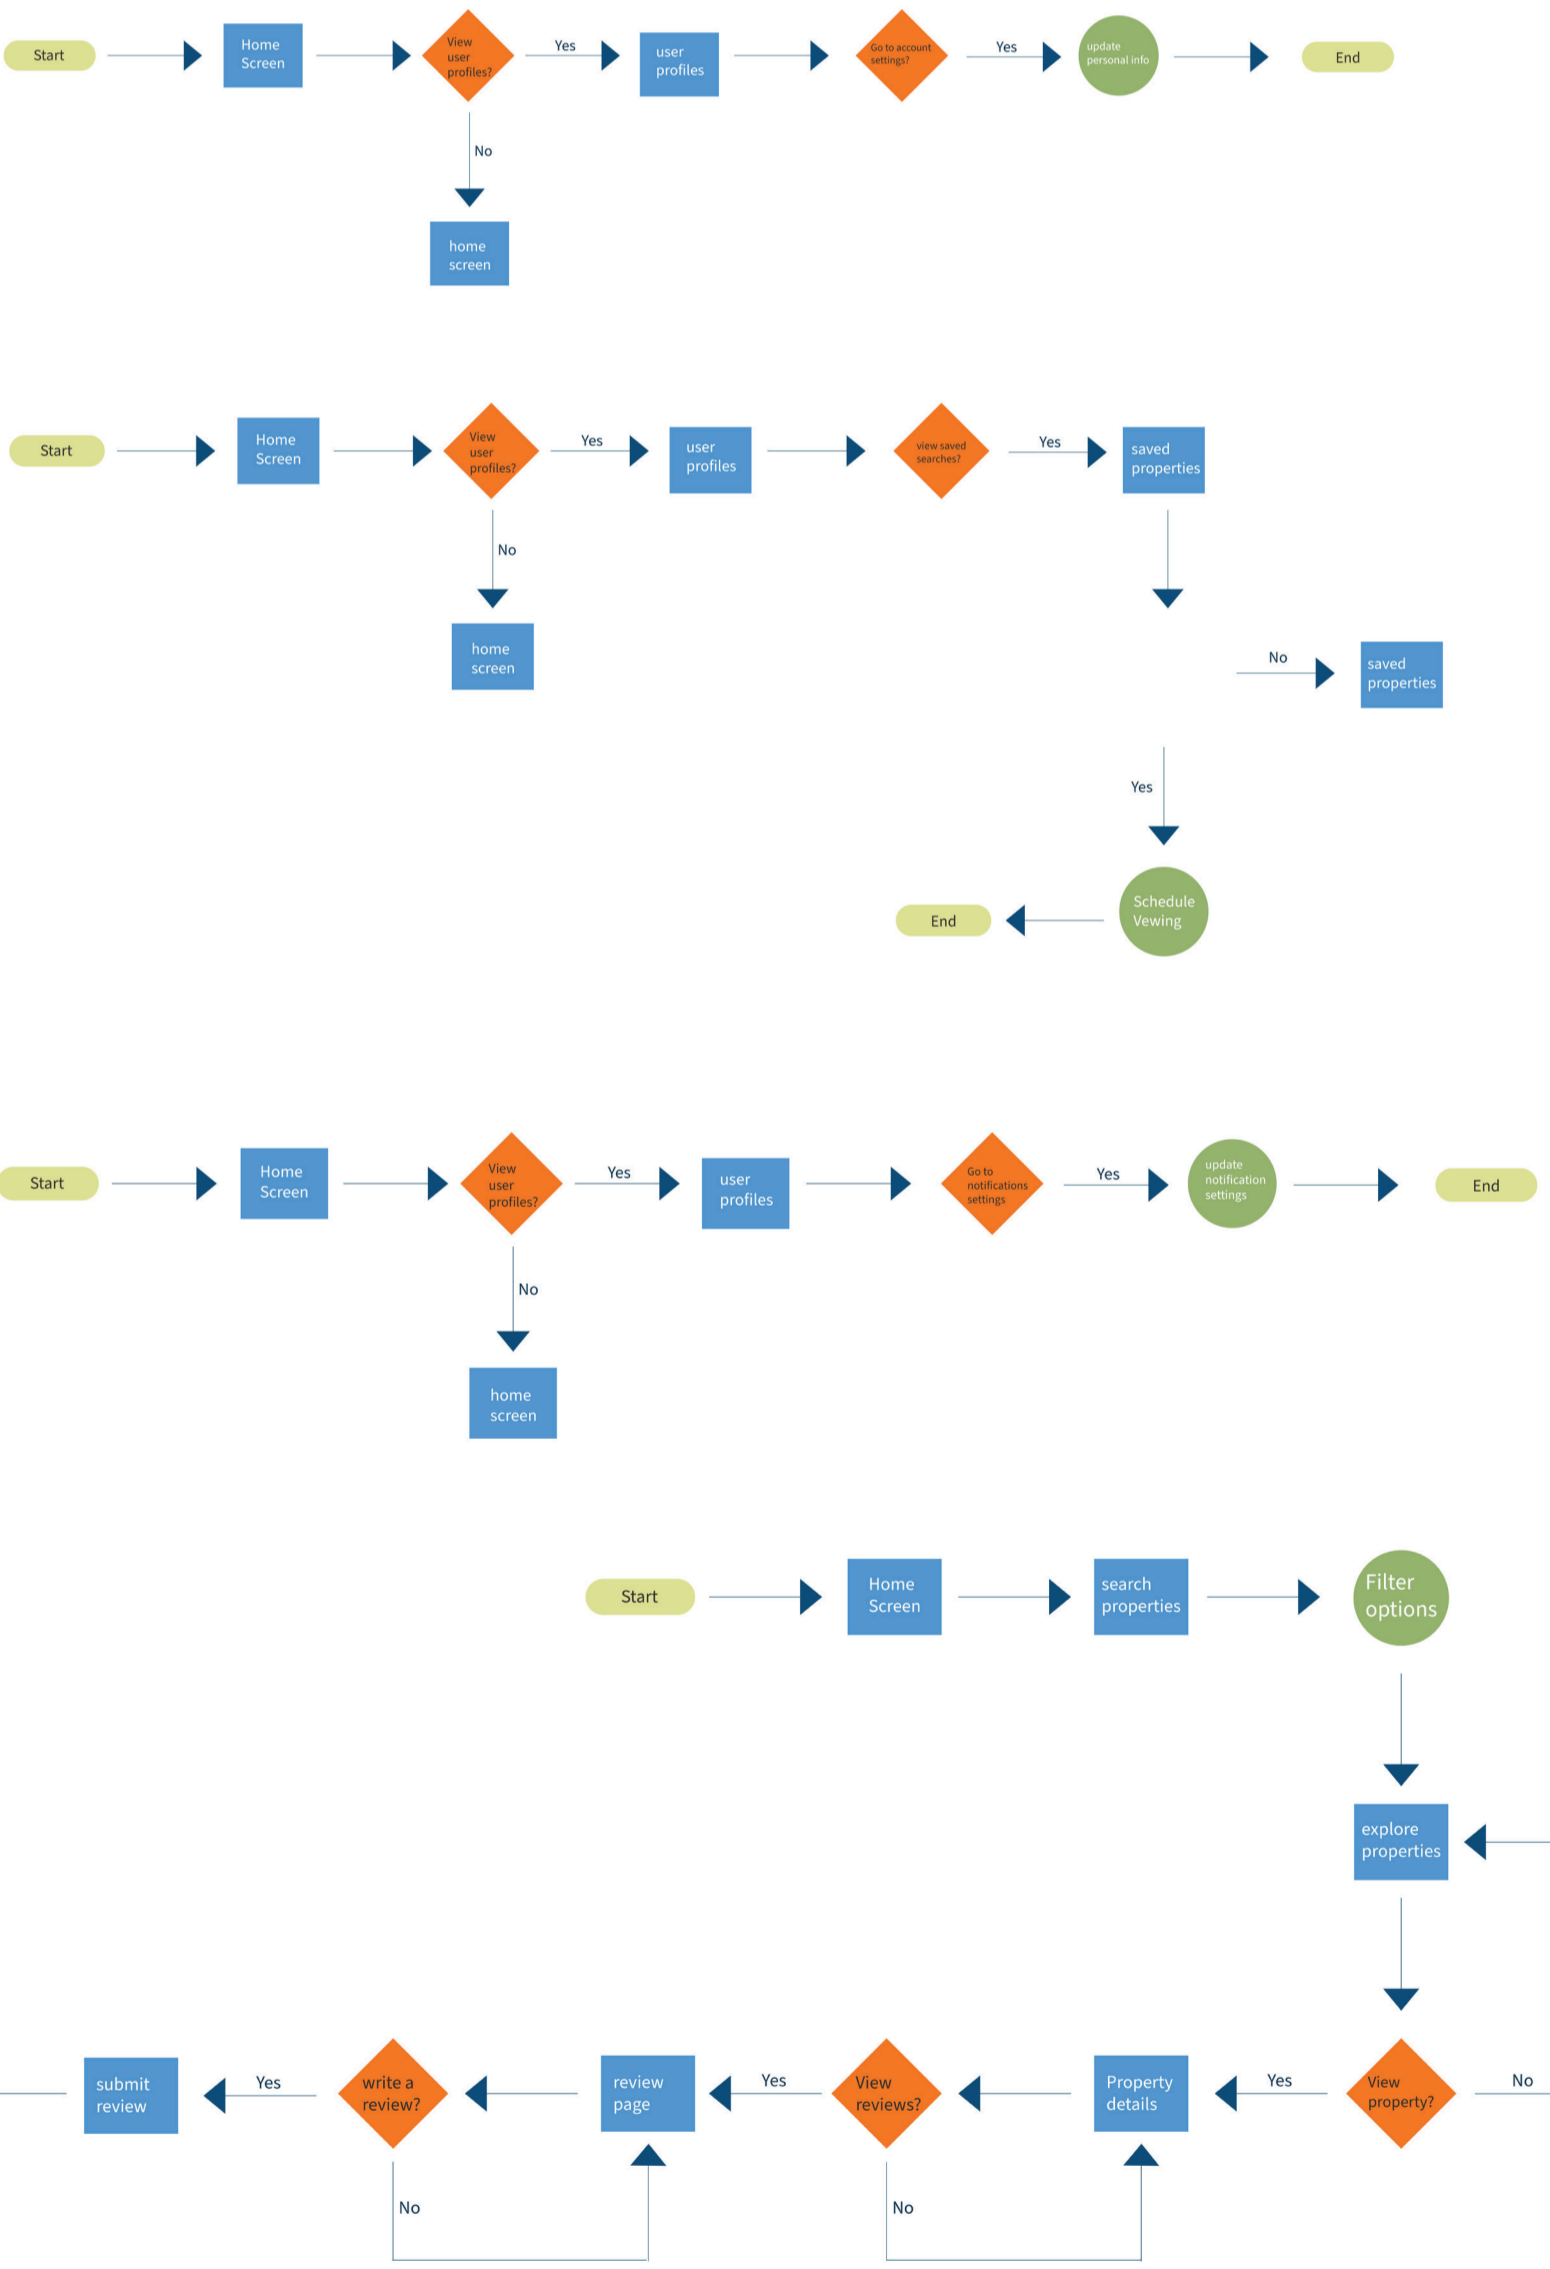 Start
Home
Screen
View
user
profiles?
Yes
user
profiles
Go to account
settings?
Yes
update
personal info
End
No
home
screen
Start
Home
Screen
View
user
profiles?
Yes
user
profiles
view saved
searches?
Yes
saved
properties
No
home
screen
No
saved
properties
Yes
Schedule
Vewing
End
Start
Home
Screen
View
user
profiles?
Yes
user
profiles
Go to
notifications
settings
Yes
update
notification
settings
End
No
home
screen
Start
Home
Screen
search
properties
Filter
options
explore
properties
View
property?
No
Yes
Property
details
View
reviews?
Yes
review
page
write a
review?
Yes
submit
review
No
No